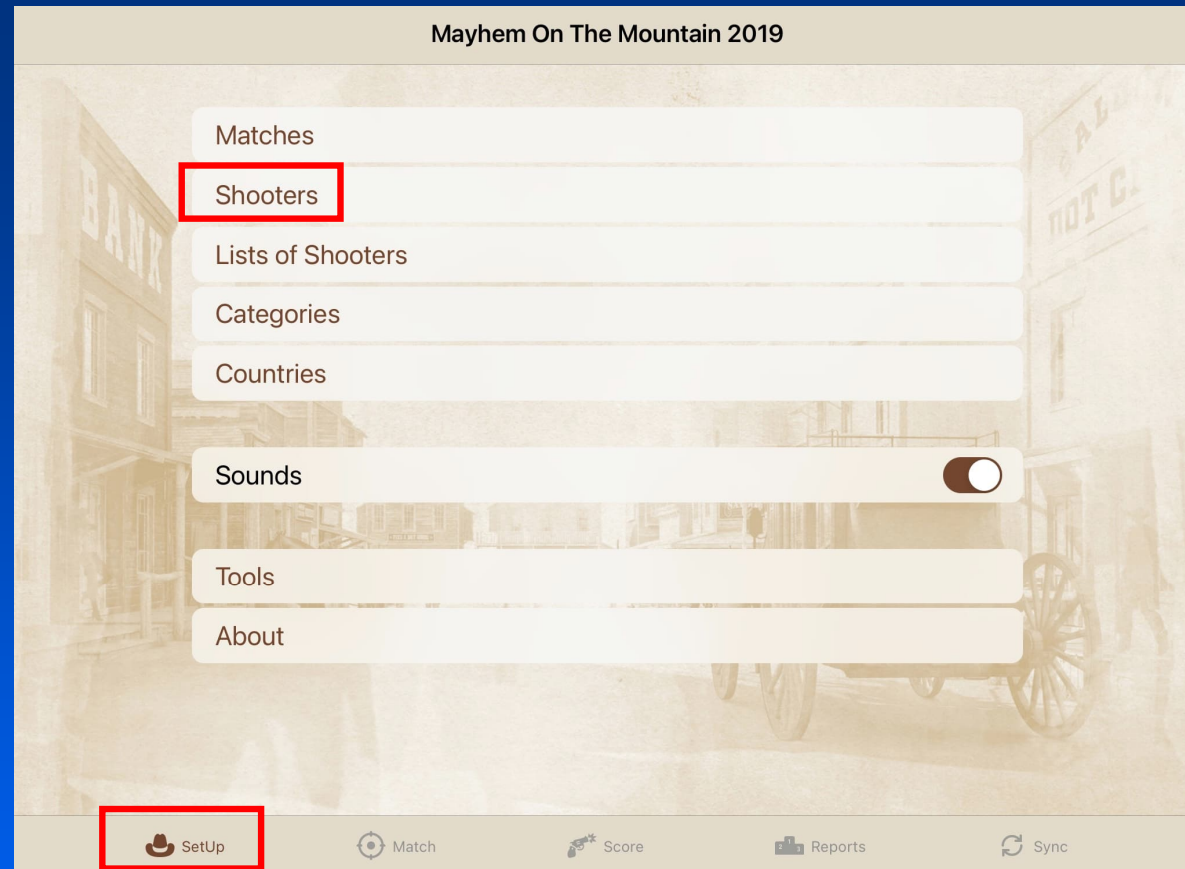 Mayhem On The Mountain 2019
Matches
Shooters
Lists of Shooters
Categories
Countries
Sounds
Tools
About
BANK
SetUp
Match
Score
Reports
Sync